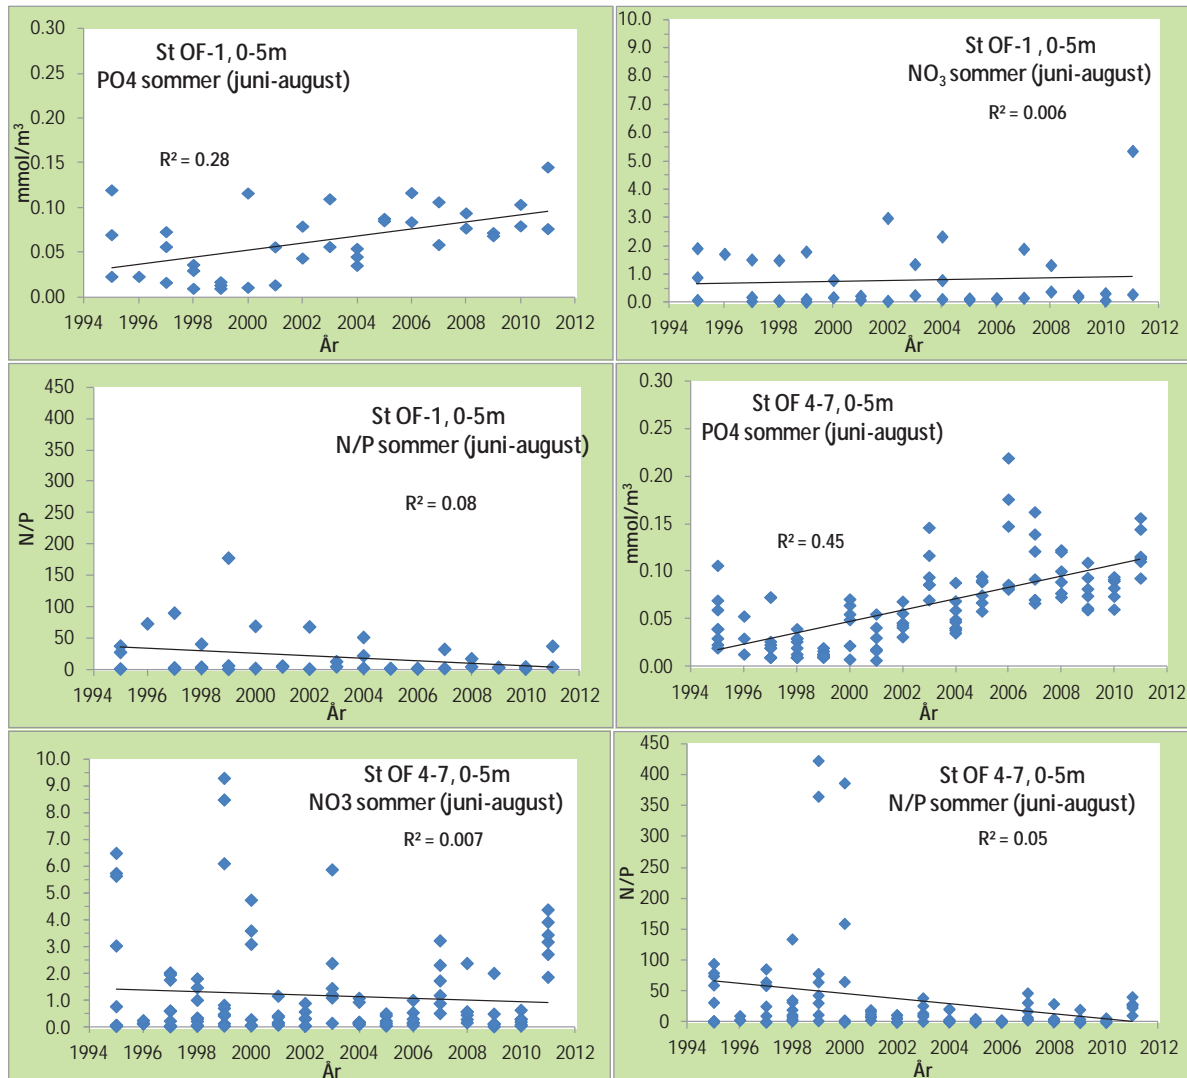 0.30
0.25
0.20
0.15
0.10
0.05
0.00
mmol/m³
St OF-1, 0-5m
PO4 sommer (juni-august)
R² = 0.28
1994 1996 1998 2000 2002 2004 2006 2008 2010 2012
År
10.0
9.0
8.0
7.0
6.0
5.0
4.0
3.0
2.0
1.0
0.0
St OF-1 , 0-5m
NO₃ sommer (juni-august)
R² = 0.006
1994 1996 1998 2000 2002 2004 2006 2008 2010 2012
År
450
400
350
300
250
200
150
100
50
0
N/P
St OF-1, 0-5m
N/P sommer (juni-august)
R² = 0.08
1994 1996 1998 2000 2002 2004 2006 2008 2010 2012
År
0.30
0.25
0.20
0.15
0.10
0.05
0.00
mmol/m³
St OF 4-7, 0-5m
PO4 sommer (juni-august)
R² = 0.45
1994 1996 1998 2000 2002 2004 2006 2008 2010 2012
År
10.0
9.0
8.0
7.0
6.0
5.0
4.0
3.0
2.0
1.0
0.0
St OF 4-7, 0-5m
NO3 sommer (juni-august)
R² = 0.007
1994 1996 1998 2000 2002 2004 2006 2008 2010 2012
År
450
400
350
300
250
200
150
100
50
0
N/P
St OF 4-7, 0-5m
N/P sommer (juni-august)
R² = 0.05
1994 1996 1998 2000 2002 2004 2006 2008 2010 2012
År